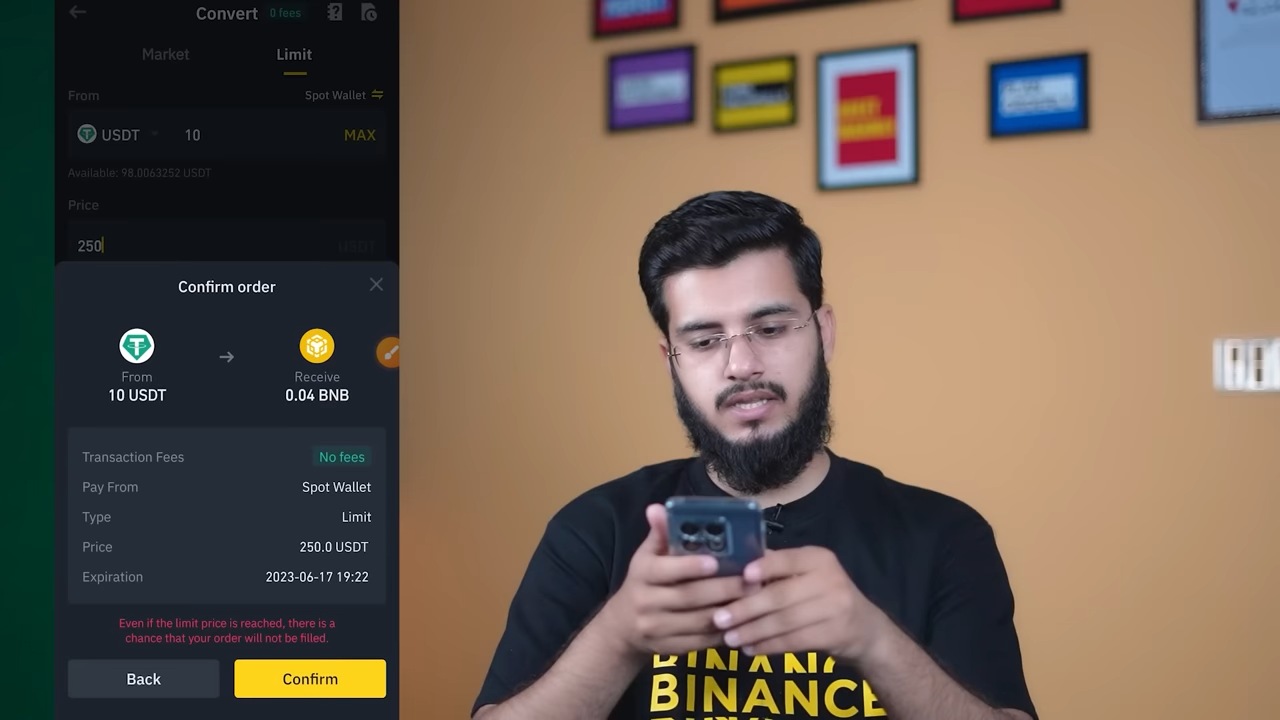 Convert 0 fees
Market Limit
From Spot Wallet
USDT 10 MAX
Available: 98.0063252 USDT
Price
250 USDT
Confirm order
From Receive
10 USDT 0.04 BNB
Transaction Fees No fees
Pay From Spot Wallet
Type Limit
Price 250.0 USDT
Expiration 2023-06-17 19:22
Even if the limit price is reached, there is a
chance that your order will not be filled.
Back Confirm
BINANCE